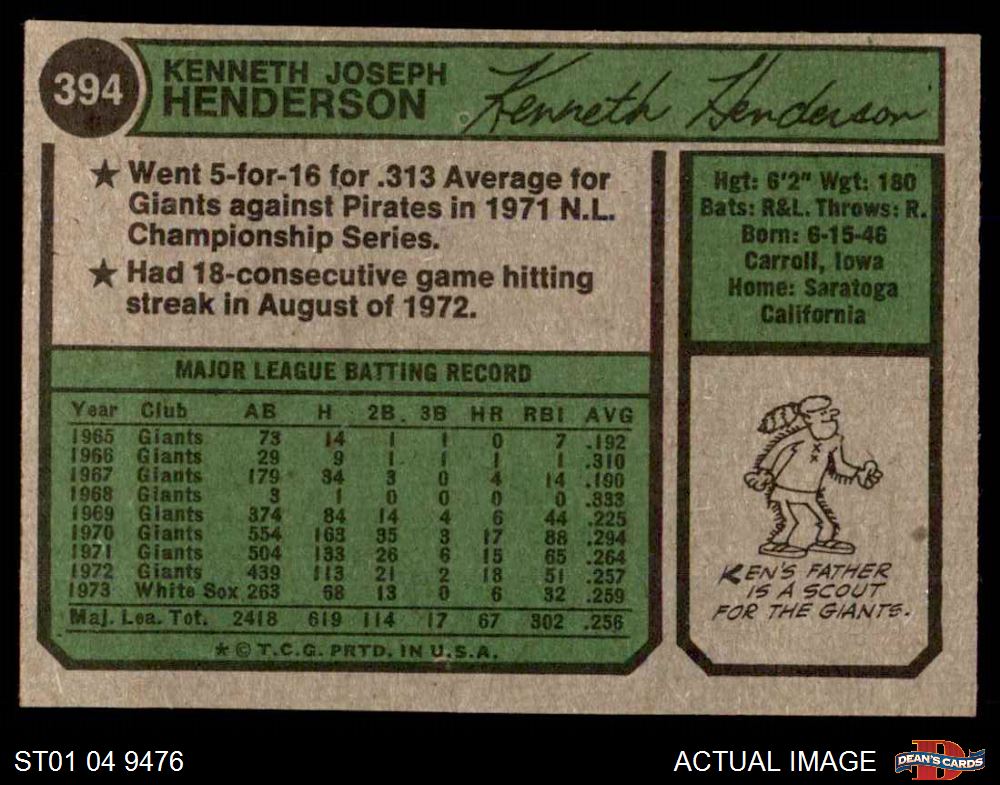 394
KENNETH JOSEPH
HENDERSON
Kenneth Henderson
★ Went 5-for-16 for .313 Average for
Giants against Pirates in 1971 N.L.
Championship Series.
★ Had 18-consecutive game hitting
streak in August of 1972.
Hgt: 6'2" Wgt: 180
Bats: R&L. Throws: R.
Born: 6-15-46
Carroll, Iowa
Home: Saratoga
California
MAJOR LEAGUE BATTING RECORD
Year Club AB H 2B. 3B HR RBI AVG
1965 Giants 73 14 1 1 0 7 .192
1966 Giants 29 9 1 1 1 1 .310
1967 Giants 179 34 3 0 4 14 .190
1968 Giants 3 1 0 0 0 0 .333
1969 Giants 374 84 14 4 6 44 .225
1970 Giants 554 163 35 3 17 88 .294
1971 Giants 504 133 26 6 15 65 .264
1972 Giants 439 113 21 2 18 51 .257
1973 White Sox 263 68 13 0 6 32 .259
Maj. Lea. Tot. 2418 619 114 17 67 302 .256
★ © T.C.G. PRTD. IN U.S.A.
KEN'S FATHER
IS A SCOUT
FOR THE GIANTS.
ST01 04 9476
ACTUAL IMAGE
D
DEAN'S CARDS